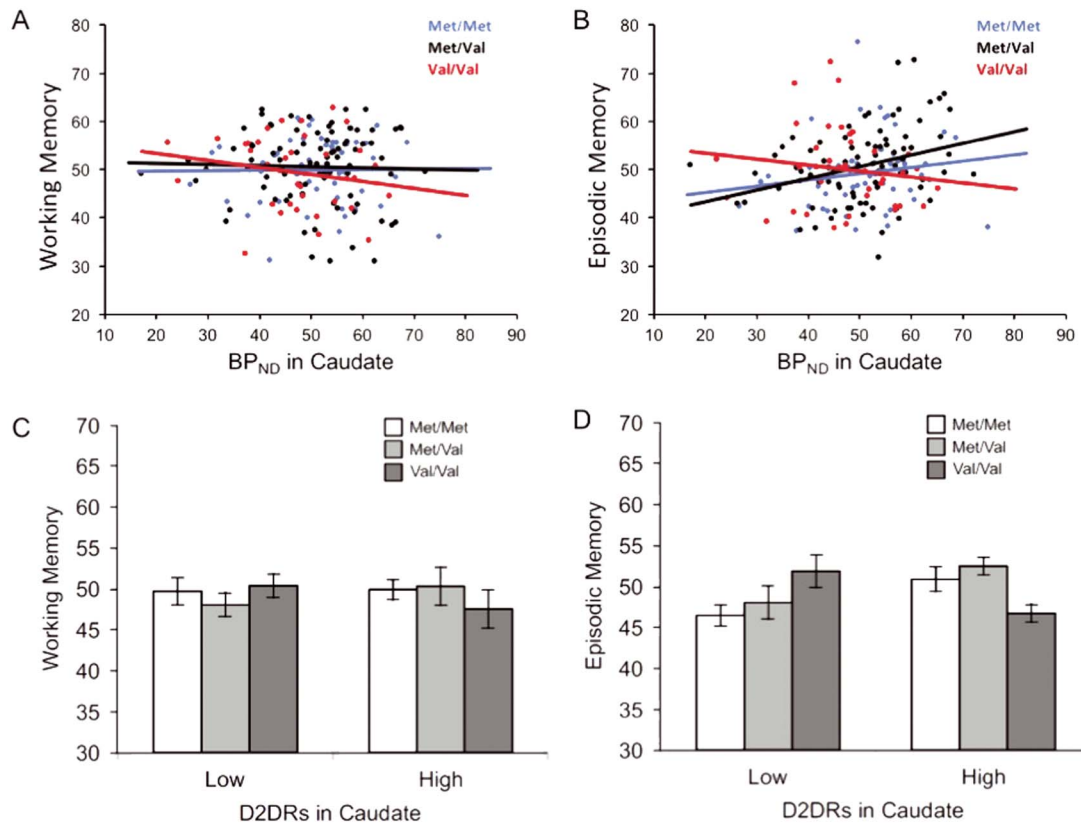 A
Met/Met
Met/Val
Val/Val
80
70
60
50
40
30
20
Working Memory
10 20 30 40 50 60 70 80 90
BPND in Caudate
B
Met/Met
Met/Val
Val/Val
80
70
60
50
40
30
20
Episodic Memory
10 20 30 40 50 60 70 80 90
BPND in Caudate
C
Met/Met
Met/Val
Val/Val
70
65
60
55
50
45
40
35
30
Working Memory
Low High
D2DRs in Caudate
D
Met/Met
Met/Val
Val/Val
70
65
60
55
50
45
40
35
30
Episodic Memory
Low High
D2DRs in Caudate